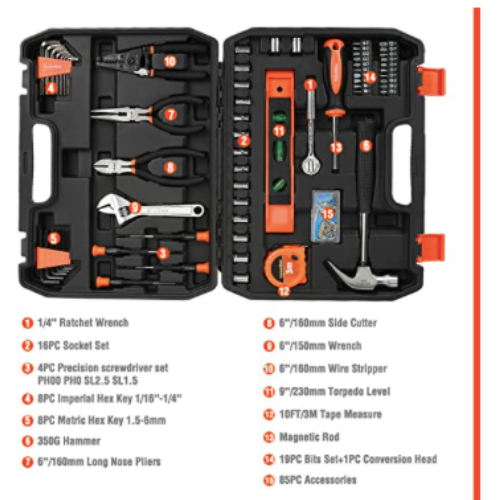 10
14
4
7
1
11
2
8
6
13
9
15
5
3
12
1 1/4" Ratchet Wrench
2 16PC Socket Set
3 4PC Precision screwdriver set
PH00 PH0 SL2.5 SL1.5
4 8PC Imperial Hex Key 1/16"-1/4"
5 8PC Metric Hex Key 1.5-6mm
6 350G Hammer
7 6"/160mm Long Nose Pliers
8 6"/160mm Side Cutter
9 6"/150mm Wrench
10 6"/160mm Wire Stripper
11 9"/230mm Torpedo Level
12 10FT/3M Tape Measure
13 Magnetic Rod
14 19PC Bits Set+1PC Conversion Head
15 85PC Accessories